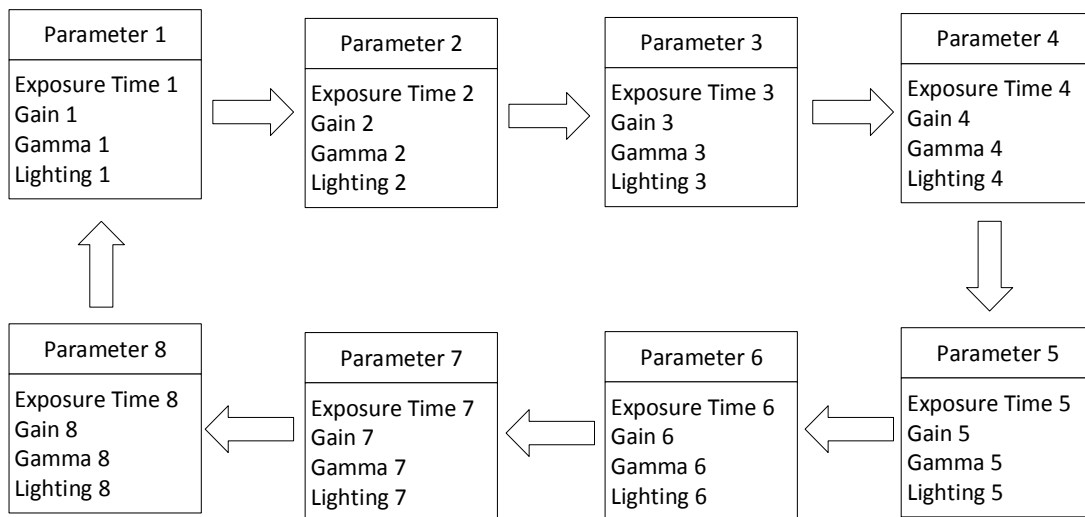 Parameter 1
Exposure Time 1
Gain 1
Gamma 1
Lighting 1
Parameter 2
Exposure Time 2
Gain 2
Gamma 2
Lighting 2
Parameter 3
Exposure Time 3
Gain 3
Gamma 3
Lighting 3
Parameter 4
Exposure Time 4
Gain 4
Gamma 4
Lighting 4
Parameter 5
Exposure Time 5
Gain 5
Gamma 5
Lighting 5
Parameter 6
Exposure Time 6
Gain 6
Gamma 6
Lighting 6
Parameter 7
Exposure Time 7
Gain 7
Gamma 7
Lighting 7
Parameter 8
Exposure Time 8
Gain 8
Gamma 8
Lighting 8